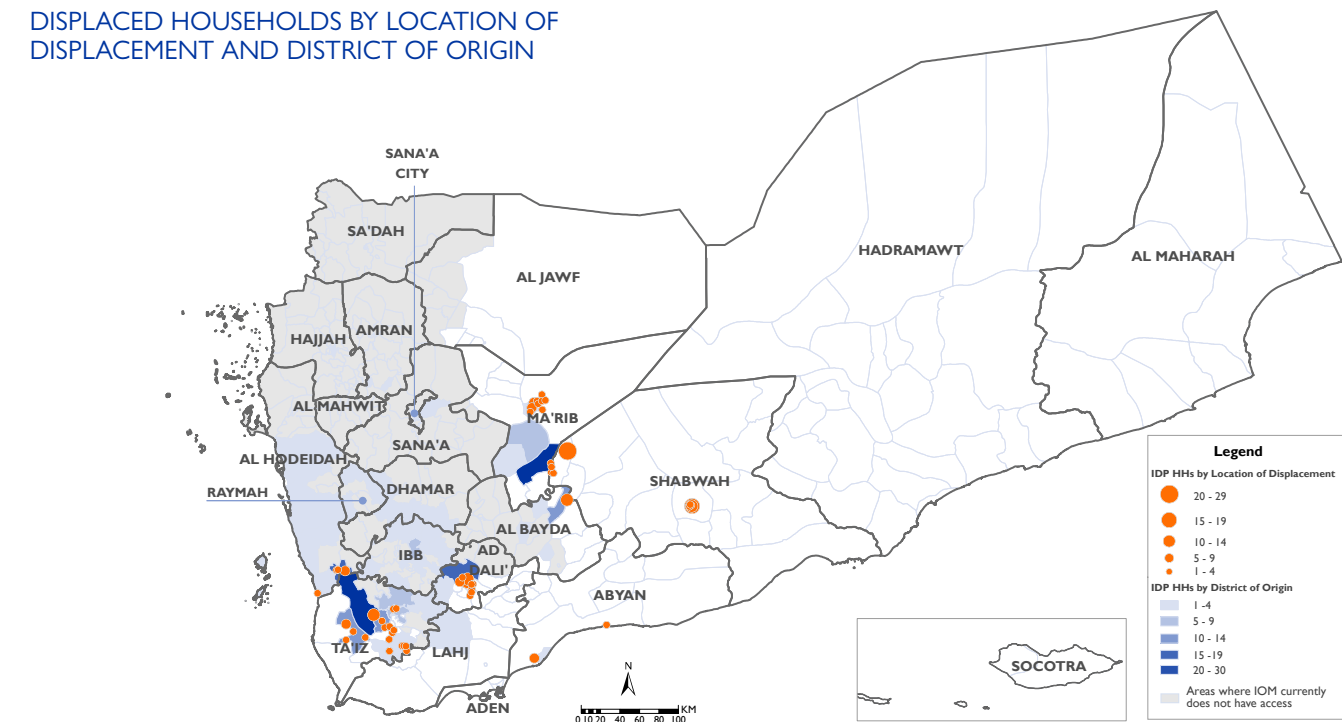 DISPLACED HOUSEHOLDS BY LOCATION OF
DISPLACEMENT AND DISTRICT OF ORIGIN
SANA'A
CITY
SA'DAH
AL JAWF
HADRAMAWT
AL MAHARAH
HAJJAH
AMRAN
AL MAHWIT
MA'RIB
SANA'A
AL HODEIDAH
RAYMAH
DHAMAR
SHABWAH
AL BAYDA
IBB
AD
DALI'
ABYAN
TA'IZ
LAHJ
ADEN
SOCOTRA
N
0 10 20 40 60 80 100
KM
Legend
IDP HHs by Location of Displacement
20 - 29
15 - 19
10 - 14
5 - 9
1 - 4
IDP HHs by District of Origin
1 -4
5 - 9
10 - 14
15 -19
20 - 30
Areas where IOM currently
does not have access